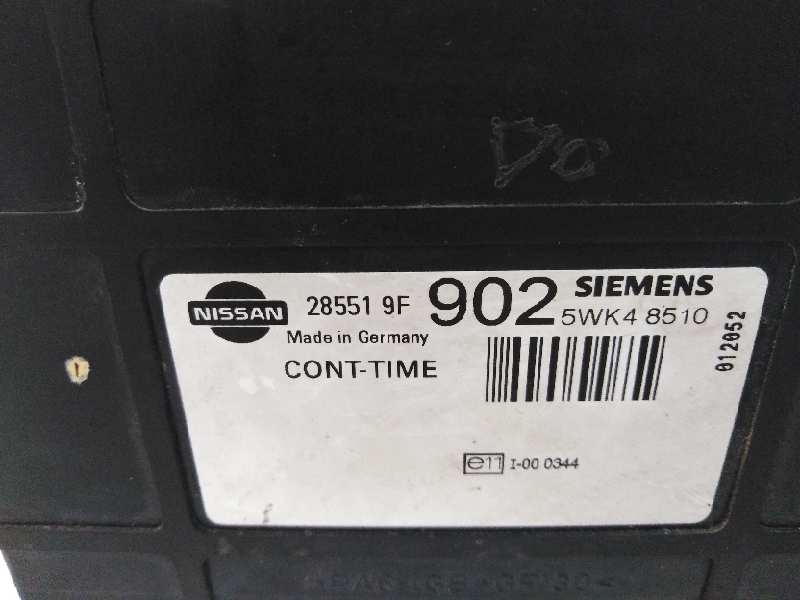 NISSAN
28551 9F 902
SIEMENS
5WK4 8510
Made in Germany
CONT-TIME
012052
e11 I-00 0344